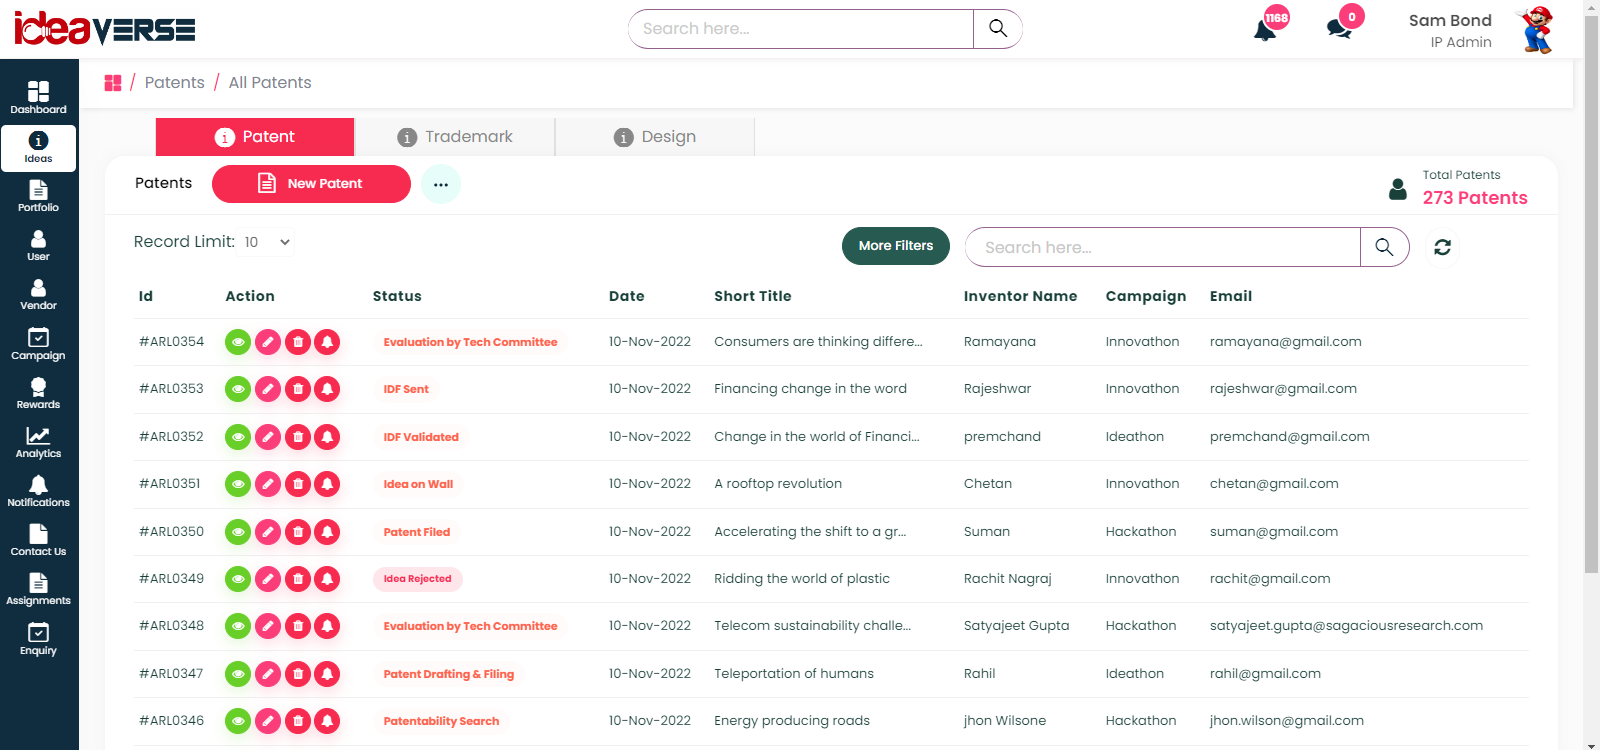 ideaVERSE
Search here...
1168
0
Sam Bond
IP Admin
Dashboard
Ideas
Portfolio
User
Vendor
Campaign
Rewards
Analytics
Notifications
Contact Us
Assignments
Enquiry
/ Patents / All Patents
Patent
Trademark
Design
Patents
New Patent
...
Total Patents
273 Patents
Record Limit: 10
More Filters
Search here...
Id Action Status Date Short Title Inventor Name Campaign Email
#ARL0354 Evaluation by Tech Committee 10-Nov-2022 Consumers are thinking differe... Ramayana Innovathon ramayana@gmail.com
#ARL0353 IDF Sent 10-Nov-2022 Financing change in the word Rajeshwar Innovathon rajeshwar@gmail.com
#ARL0352 IDF Validated 10-Nov-2022 Change in the world of Financi... premchand Ideathon premchand@gmail.com
#ARL0351 Idea on Wall 10-Nov-2022 A rooftop revolution Chetan Innovathon chetan@gmail.com
#ARL0350 Patent Filed 10-Nov-2022 Accelerating the shift to a gr... Suman Hackathon suman@gmail.com
#ARL0349 Idea Rejected 10-Nov-2022 Ridding the world of plastic Rachit Nagraj Innovathon rachit@gmail.com
#ARL0348 Evaluation by Tech Committee 10-Nov-2022 Telecom sustainability challe... Satyajeet Gupta Hackathon satyajeet.gupta@sagaciousresearch.com
#ARL0347 Patent Drafting & Filing 10-Nov-2022 Teleportation of humans Rahil Ideathon rahil@gmail.com
#ARL0346 Patentability Search 10-Nov-2022 Energy producing roads jhon Wilsone Hackathon jhon.wilson@gmail.com